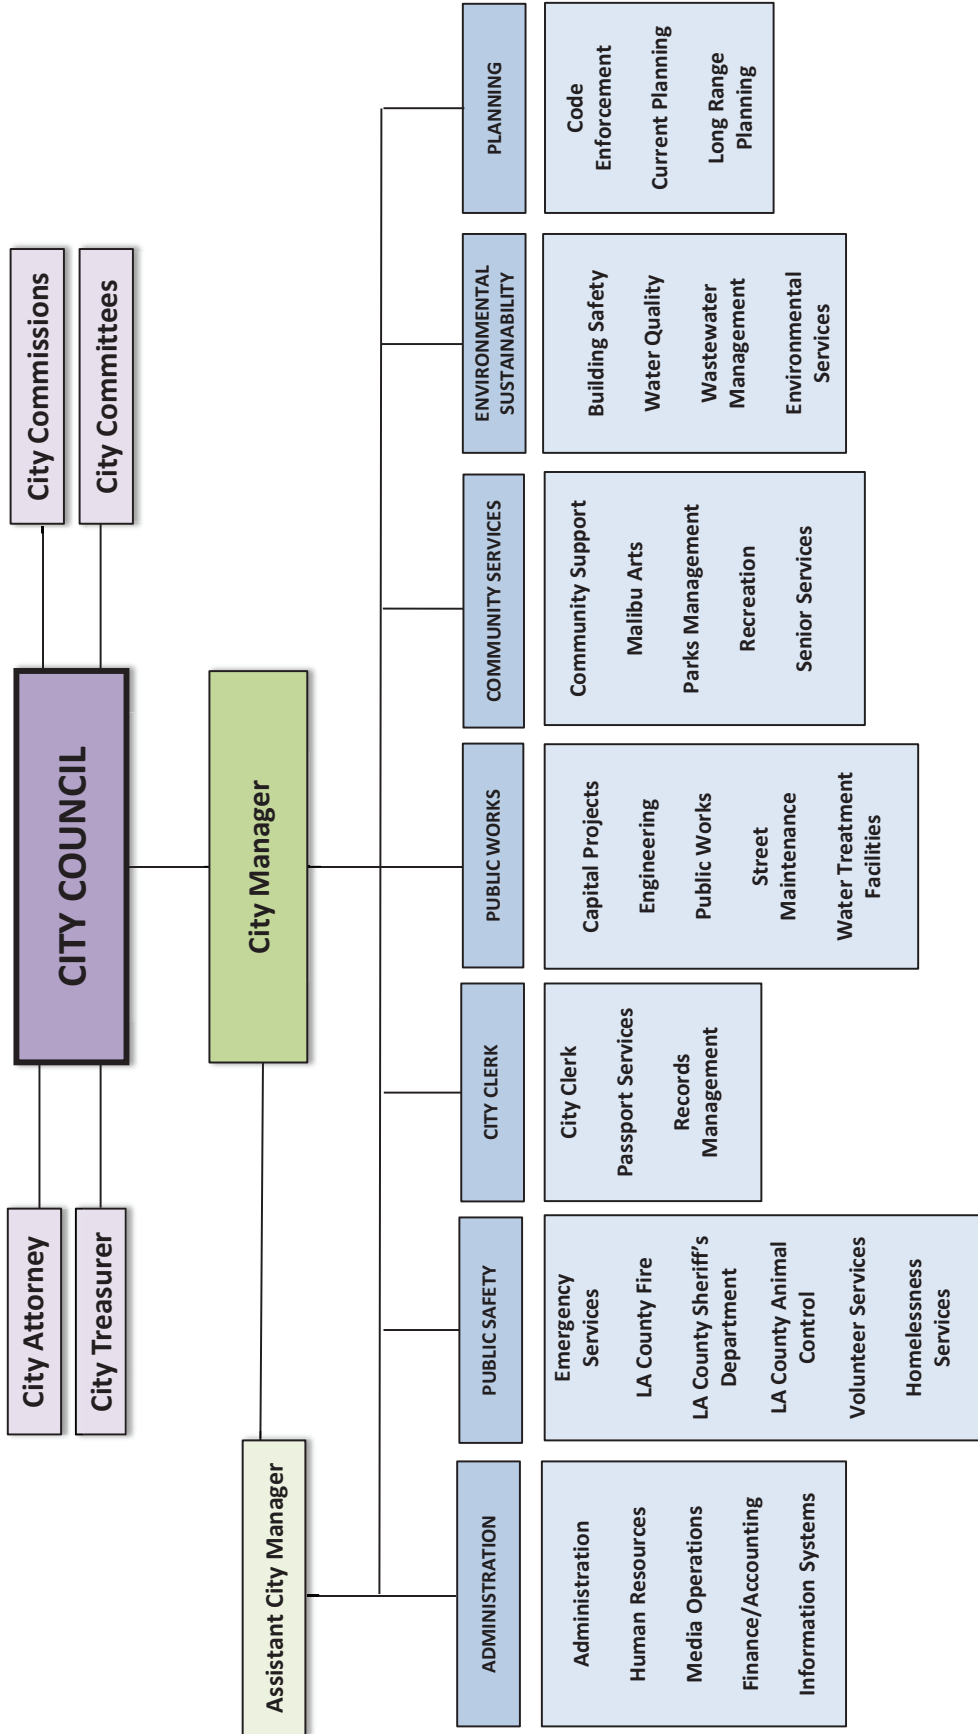 City Attorney
City Treasurer
CITY COUNCIL
City Commissions
City Committees
City Manager
Assistant City Manager
ADMINISTRATION
Administration
Human Resources
Media Operations
Finance/Accounting
Information Systems
PUBLIC SAFETY
Emergency
Services
LA County Fire
LA County Sheriff's
Department
LA County Animal
Control
Volunteer Services
Homelessness
Services
CITY CLERK
City Clerk
Passport Services
Records
Management
PUBLIC WORKS
Capital Projects
Engineering
Public Works
Street
Maintenance
Water Treatment
Facilities
COMMUNITY SERVICES
Community Support
Malibu Arts
Parks Management
Recreation
Senior Services
ENVIRONMENTAL
SUSTAINABILITY
Building Safety
Water Quality
Wastewater
Management
Environmental
Services
PLANNING
Code
Enforcement
Current Planning
Long Range
Planning